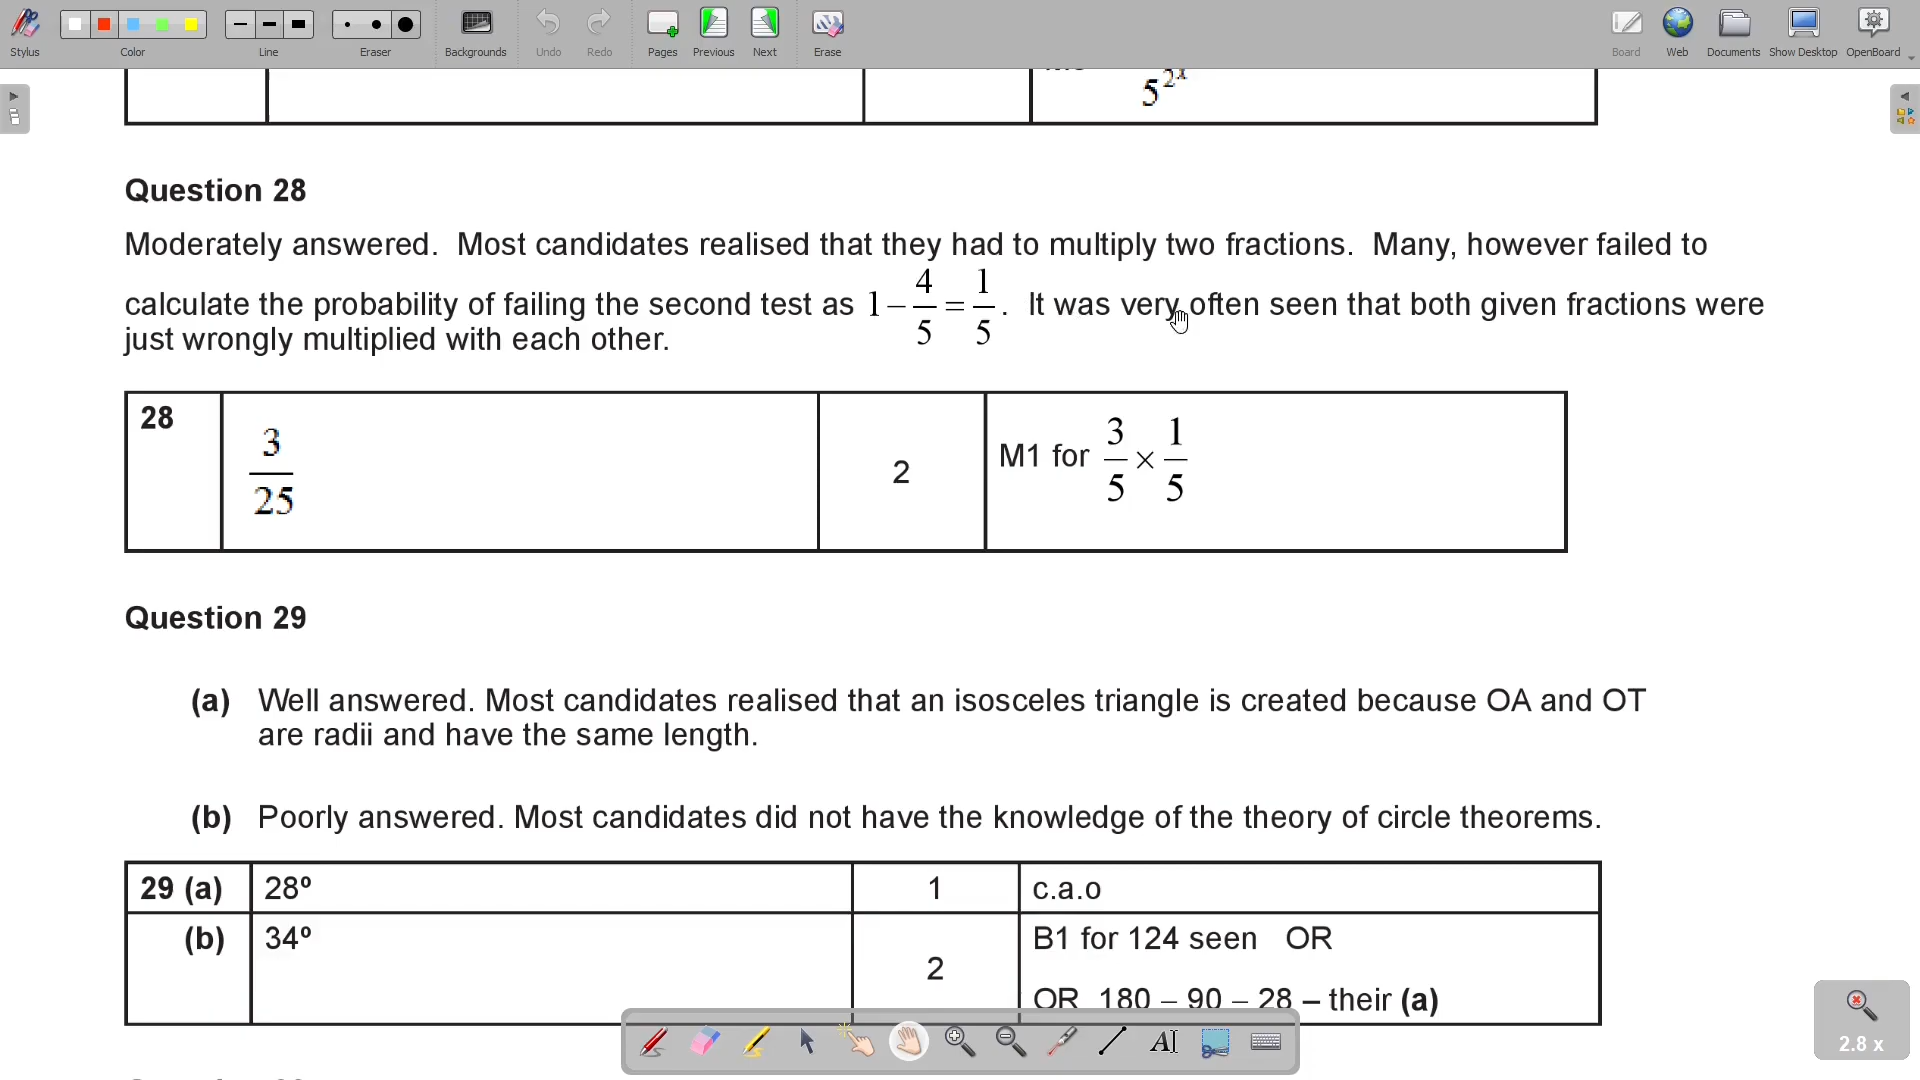 Stylus
Color
Line
Eraser
Backgrounds
Undo
Redo
Pages
Previous
Next
Erase
Board
Web
Documents
Show Desktop
OpenBoard
5^{2^x}
Question 28
Moderately answered. Most candidates realised that they had to multiply two fractions. Many, however failed to
calculate the probability of failing the second test as 1 − 4/5 = 1/5. It was very often seen that both given fractions were
just wrongly multiplied with each other.
28 3/25 2 M1 for 3/5 × 1/5
Question 29
(a) Well answered. Most candidates realised that an isosceles triangle is created because OA and OT
are radii and have the same length.
(b) Poorly answered. Most candidates did not have the knowledge of the theory of circle theorems.
29 (a) 28º 1 c.a.o
(b) 34º 2 B1 for 124 seen OR
OR 180 – 90 – 28 – their (a)
2.8 x